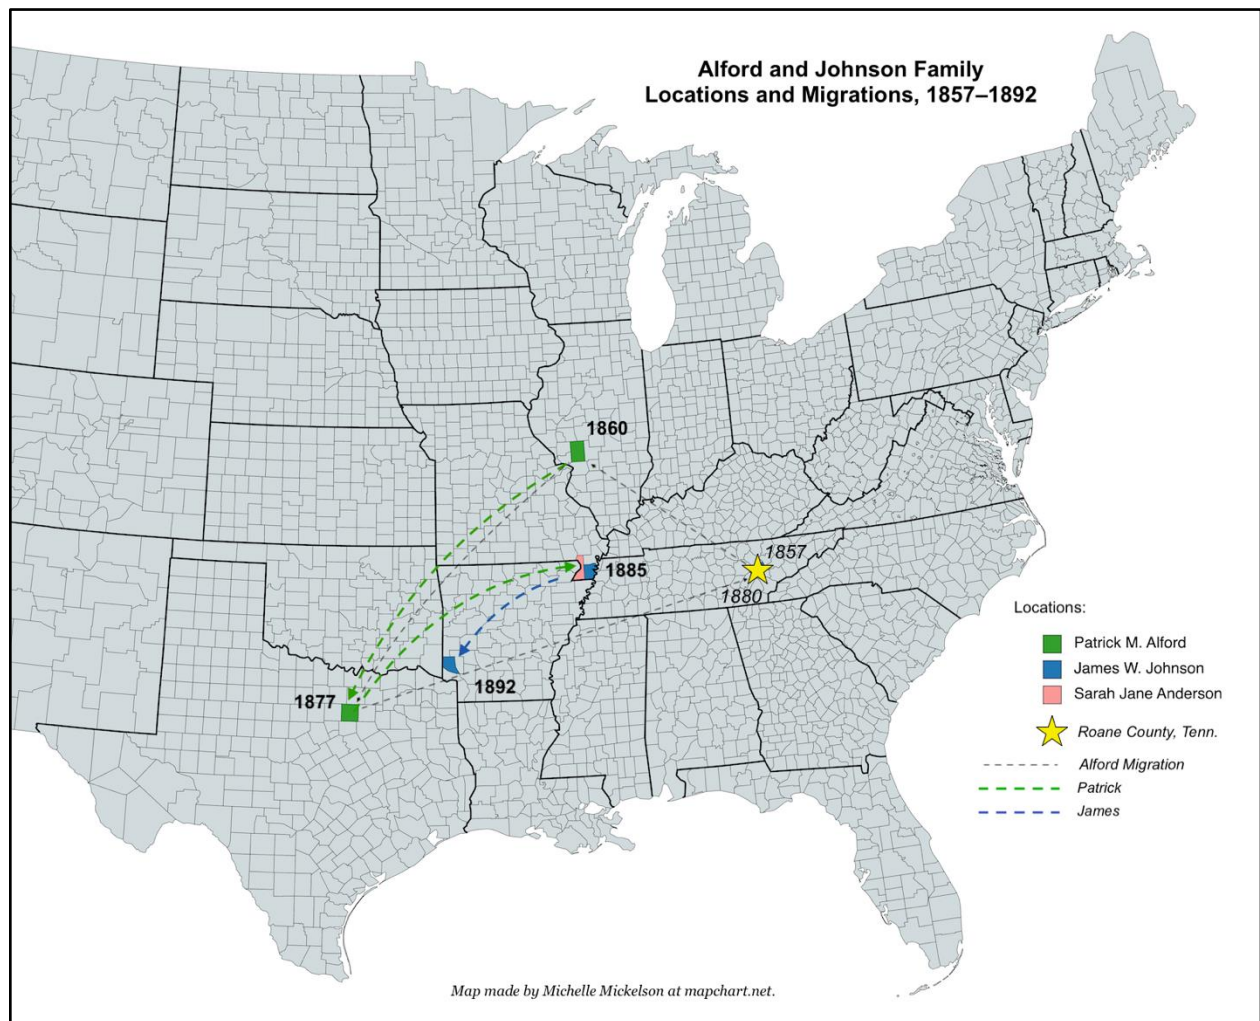 Alford and Johnson Family
Locations and Migrations, 1857–1892
1860
1857
1885
1880
1892
1877
Locations:
Patrick M. Alford
James W. Johnson
Sarah Jane Anderson
Roane County, Tenn.
Alford Migration
Patrick
James
Map made by Michelle Mickelson at mapchart.net.